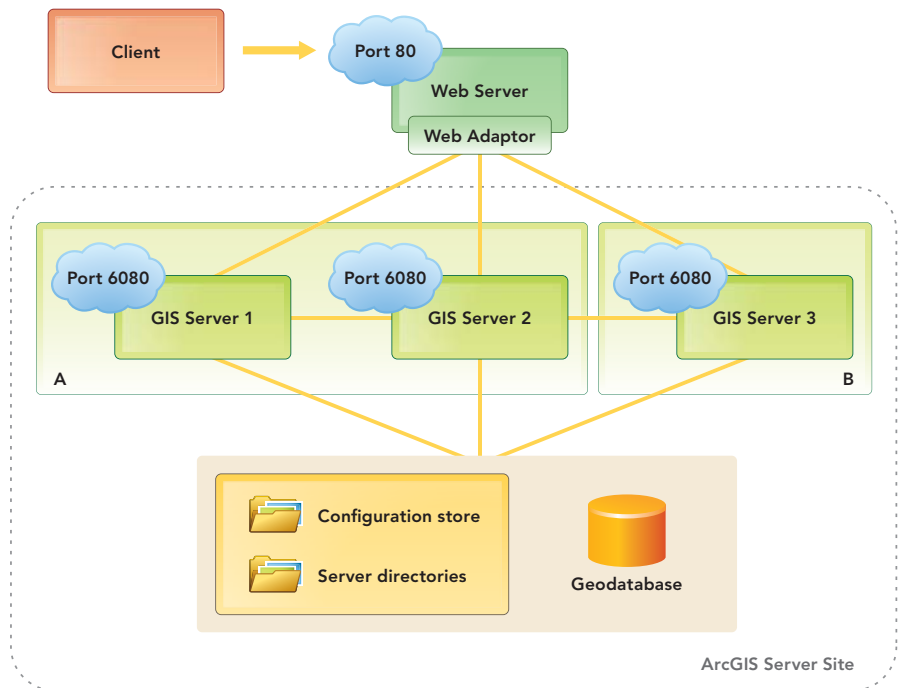 Client
Port 80
Web Server
Web Adaptor
Port 6080
GIS Server 1
Port 6080
GIS Server 2
Port 6080
GIS Server 3
A
B
Configuration store
Server directories
Geodatabase
ArcGIS Server Site